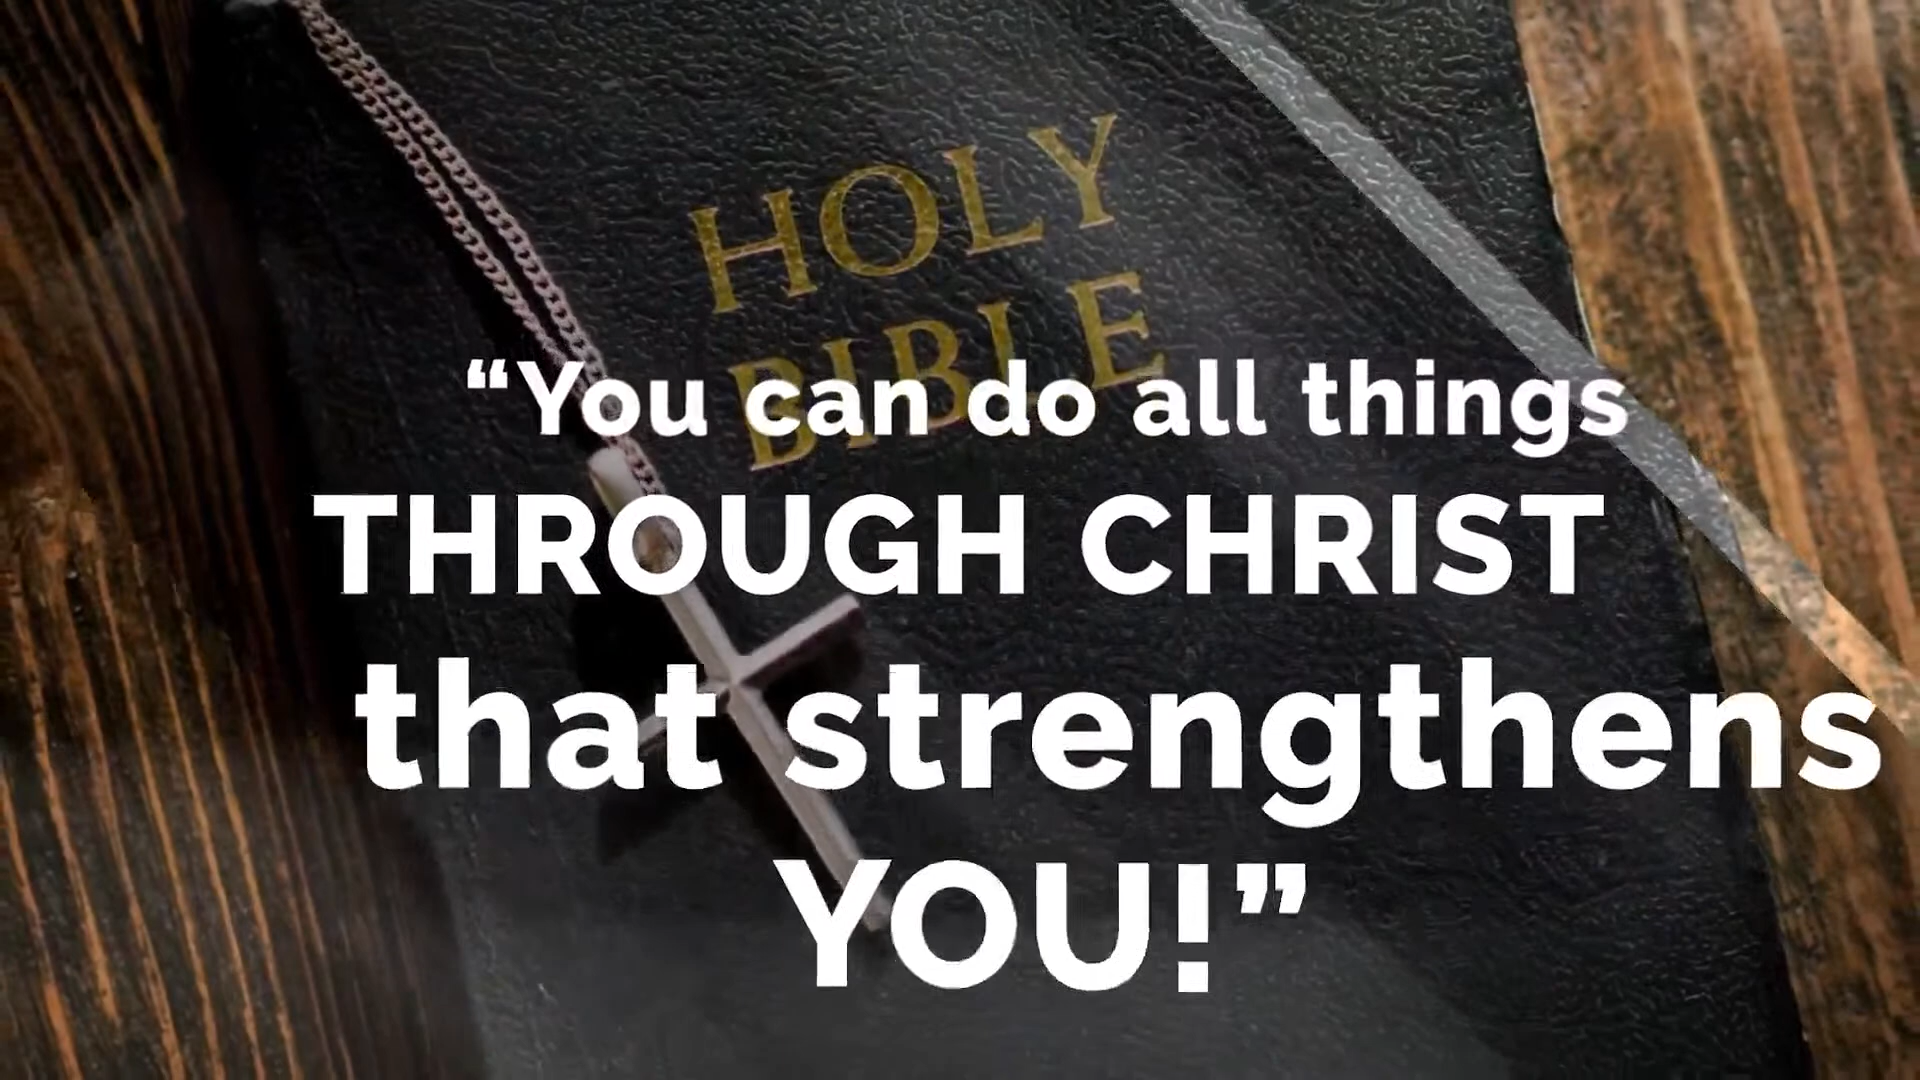 HOLY
BIBLE
“You can do all things
THROUGH CHRIST
that strengthens
YOU!”